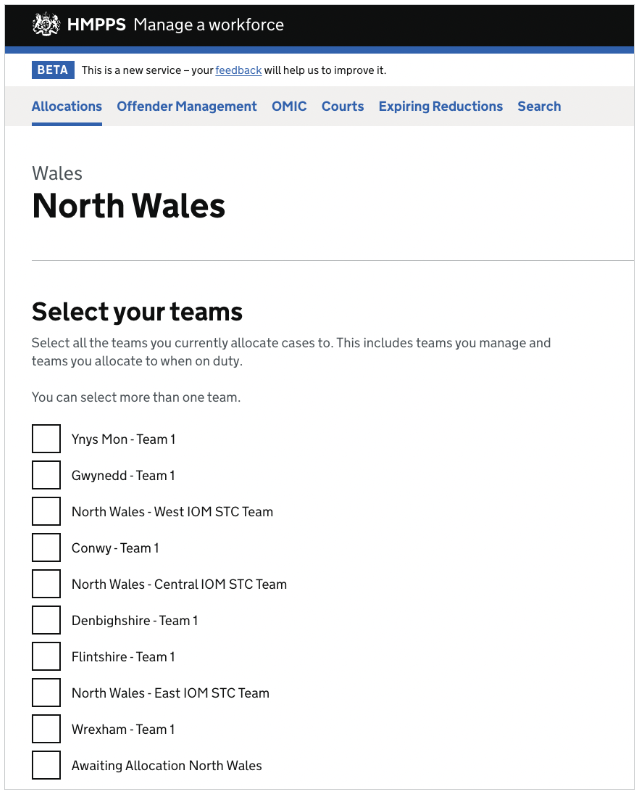 HMPPS Manage a workforce
BETA This is a new service – your feedback will help us to improve it.
Allocations Offender Management OMIC Courts Expiring Reductions Search
Wales
North Wales
Select your teams
Select all the teams you currently allocate cases to. This includes teams you manage and
teams you allocate to when on duty.
You can select more than one team.
Ynys Mon - Team 1
Gwynedd - Team 1
North Wales - West IOM STC Team
Conwy - Team 1
North Wales - Central IOM STC Team
Denbighshire - Team 1
Flintshire - Team 1
North Wales - East IOM STC Team
Wrexham - Team 1
Awaiting Allocation North Wales